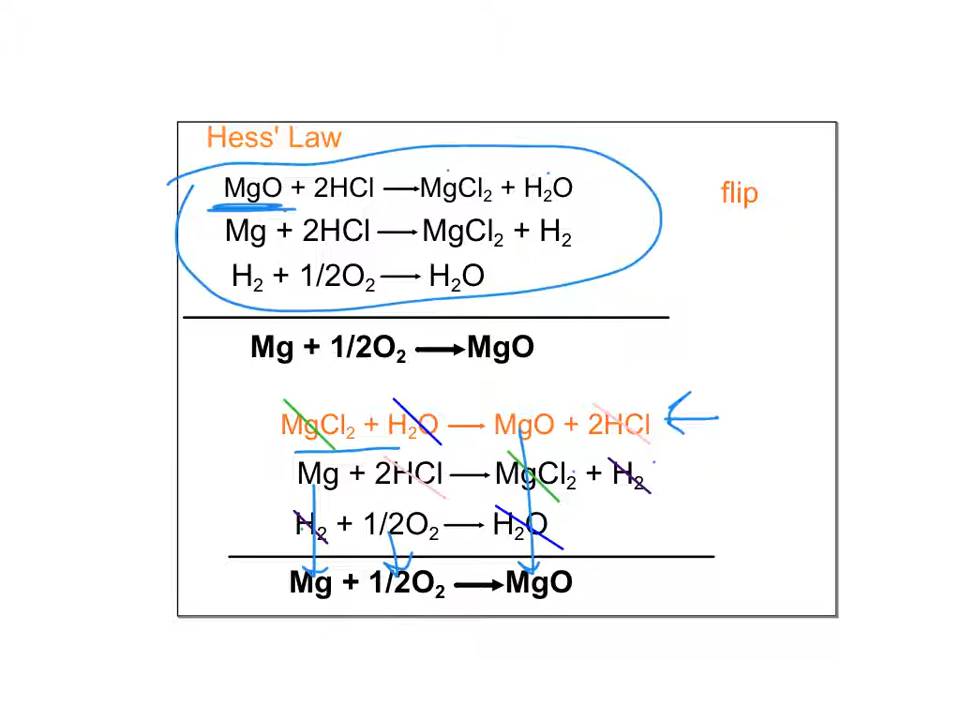 Hess' Law
MgO + 2HCl → MgCl₂ + H₂O
flip
Mg + 2HCl → MgCl₂ + H₂
H₂ + 1/2O₂ → H₂O
Mg + 1/2O₂ → MgO
MgCl₂ + H₂O → MgO + 2HCl
Mg + 2HCl → MgCl₂ + H₂
H₂ + 1/2O₂ → H₂O
Mg + 1/2O₂ → MgO